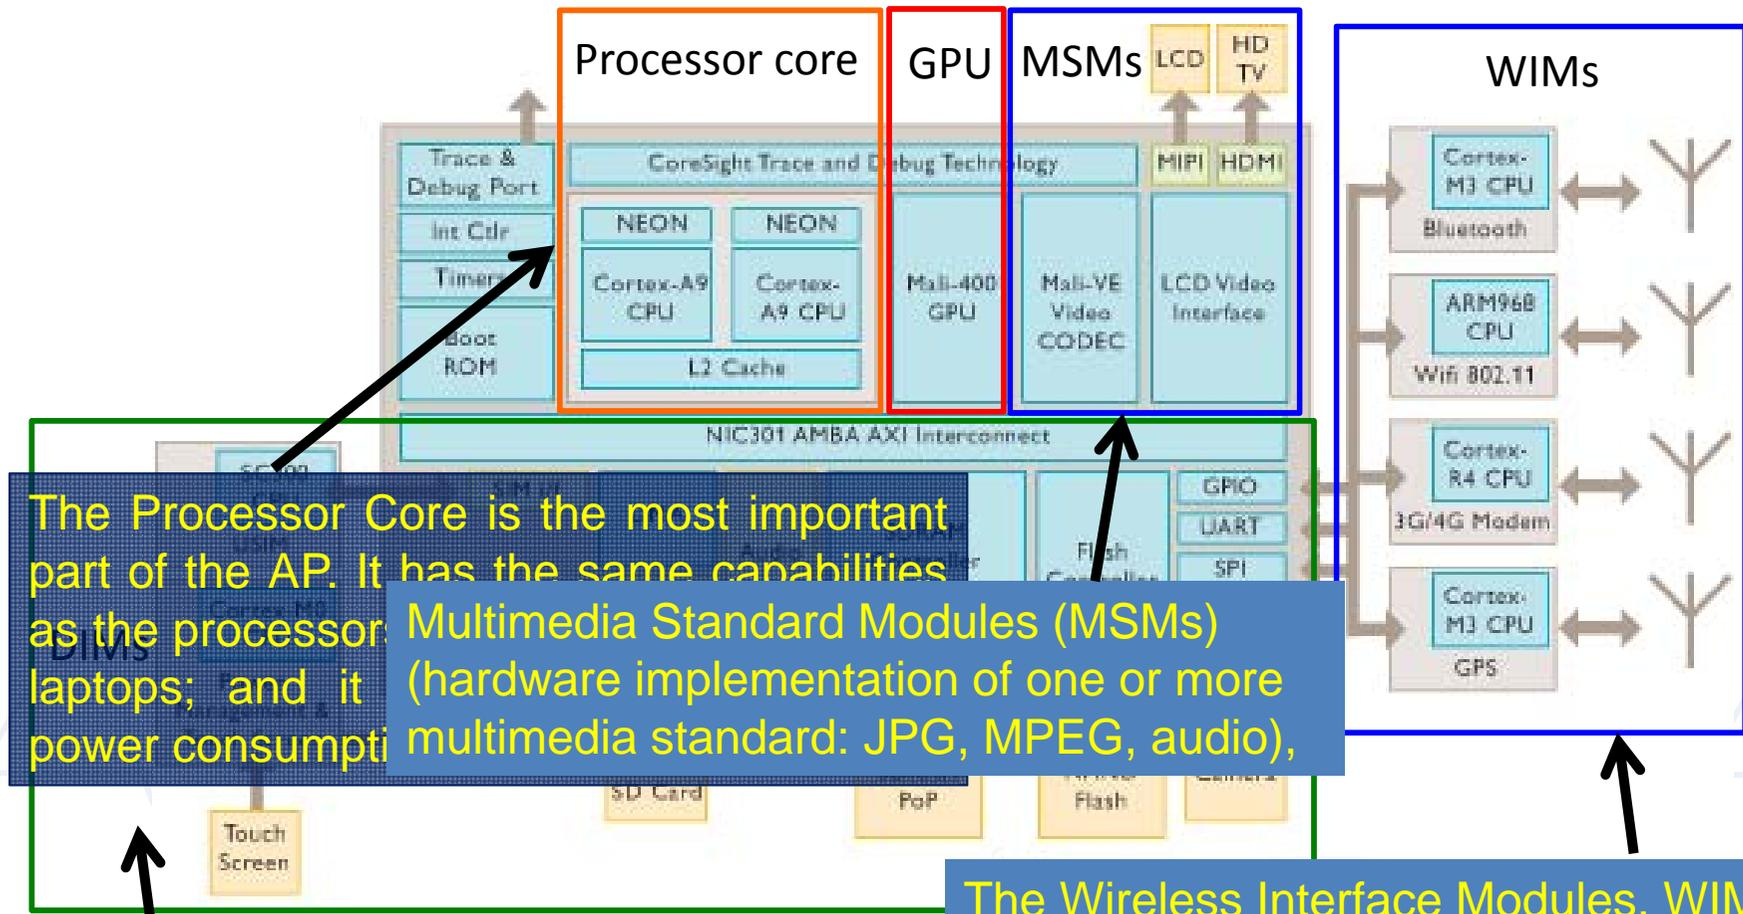 Processor core
GPU
MSMs
LCD
HD
TV
WIMs
Trace &
Debug Port
CoreSight Trace and Debug Technology
MIPI
HDMI
Int Ctlr
Timers
Boot
ROM
NEON
NEON
Cortex-A9
CPU
Cortex-
A9 CPU
L2 Cache
Mali-400
GPU
Mali-VE
Video
CODEC
LCD Video
Interface
Cortex-
M3 CPU
Bluetooth
ARM968
CPU
Wifi 802.11
Cortex-
R4 CPU
3G/4G Modem
Cortex-
M3 CPU
GPS
NIC301 AMBA AXI Interconnect
GPIO
UART
SPI
The Processor Core is the most important
part of the AP. It has the same capabilities
as the processors
laptops; and it
power
DIMs
Multimedia Standard Modules (MSMs)
(hardware implementation of one or more
multimedia standard: JPG, MPEG, audio),
SD Card
PoP
Flash
Touch
Screen
The Wireless Interface Modules,